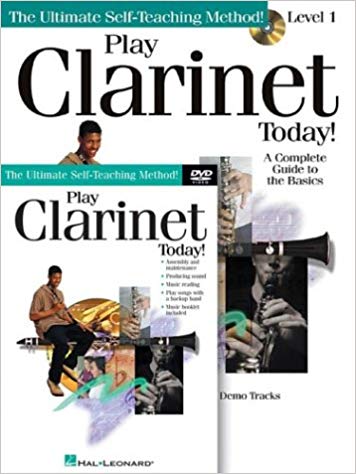 The Ultimate Self-Teaching Method!
Level 1
Play
Clarinet
Today!
A Complete
Guide to
the Basics
The Ultimate Self-Teaching Method!
DVD
VIDEO
Play
Clarinet
Today!
• Assembly and
maintenance
• Producing sound
• Music reading
• Play songs with
a backup band
• Music booklet
included
Demo Tracks
HAL•LEONARD®